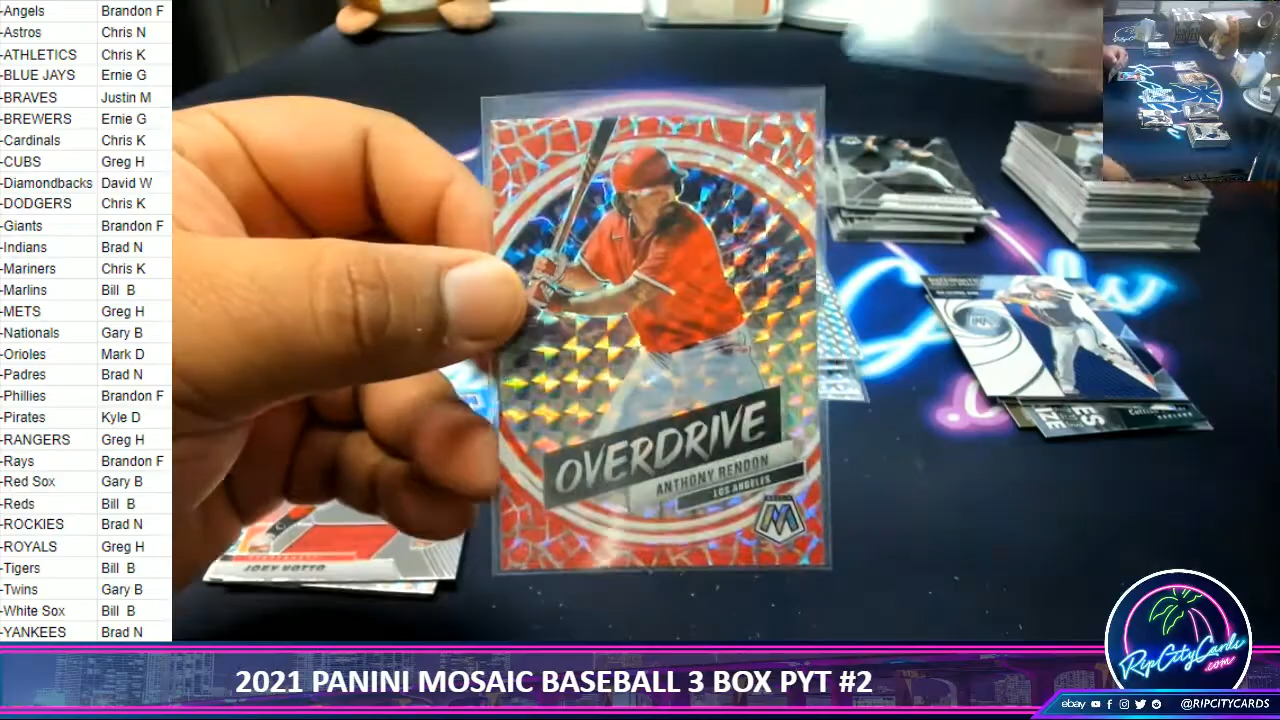 -Angels Brandon F
-Astros Chris N
-ATHLETICS Chris K
-BLUE JAYS Ernie G
-BRAVES Justin M
-BREWERS Ernie G
-Cardinals Chris K
-CUBS Greg H
-Diamondbacks David W
-DODGERS Chris K
-Giants Brandon F
-Indians Brad N
-Mariners Chris K
-Marlins Bill B
-METS Greg H
-Nationals Gary B
-Orioles Mark D
-Padres Brad N
-Phillies Brandon F
-Pirates Kyle D
-RANGERS Greg H
-Rays Brandon F
-Red Sox Gary B
-Reds Bill B
-ROCKIES Brad N
-ROYALS Greg H
-Tigers Bill B
-Twins Gary B
-White Sox Bill B
-YANKEES Brad N
OVERDRIVE
ANTHONY RENDON
LOS ANGELES
M
JOEY VOTTO
RipCityCards
.com
2021 PANINI MOSAIC BASEBALL 3 BOX PYT #2
ebay @RIPCITYCARDS